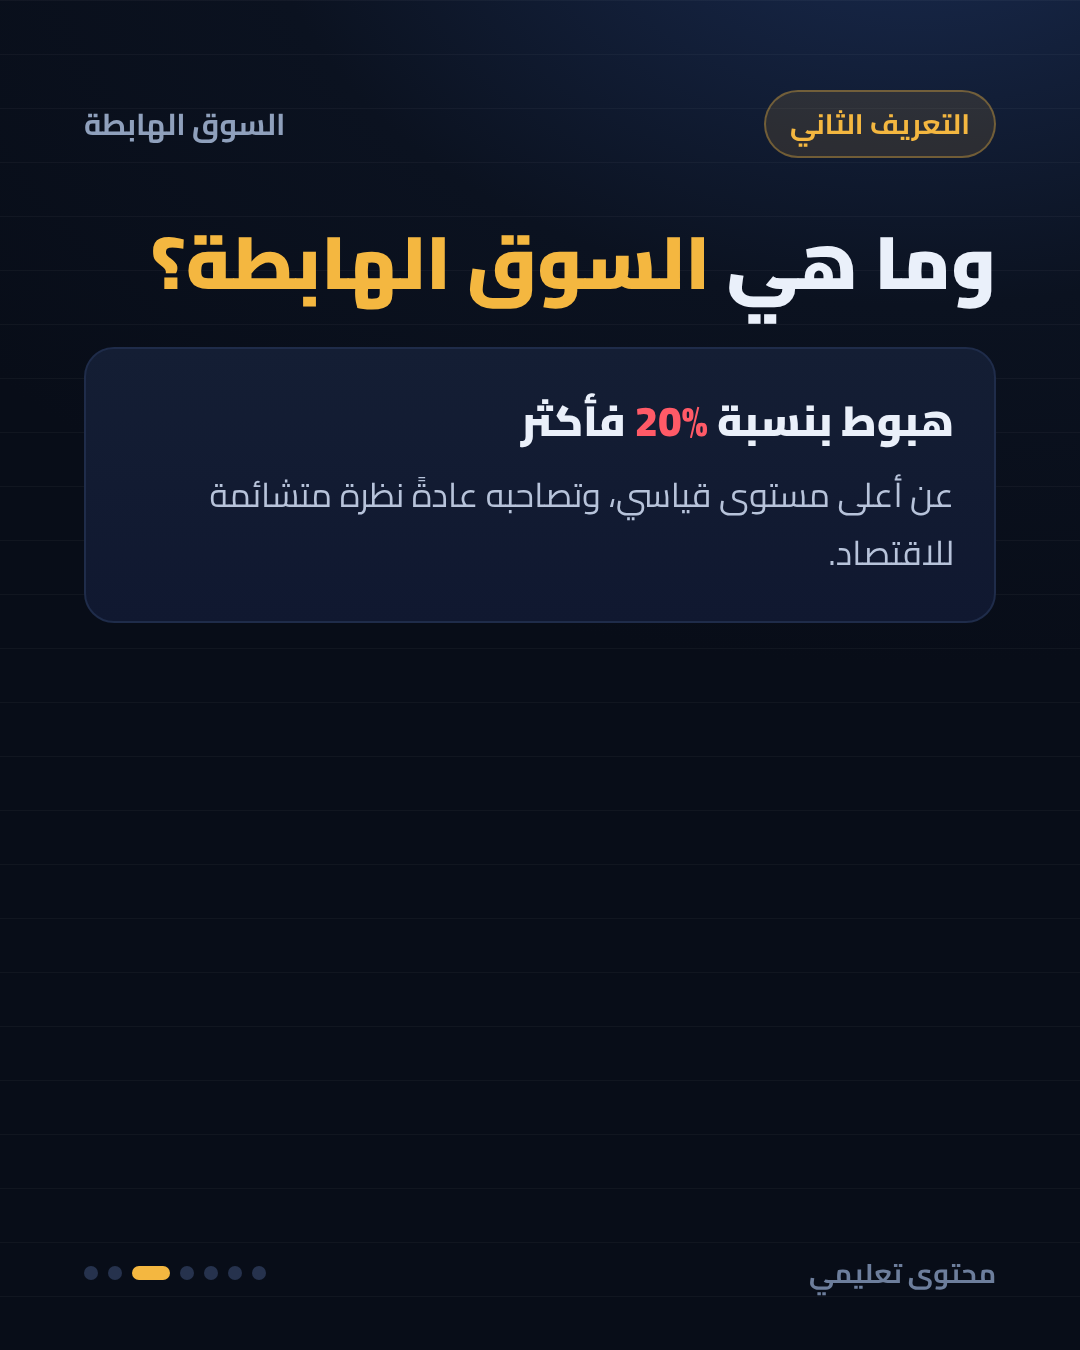 التعريف الثاني
السوق الهابطة
وما هي السوق الهابطة؟
هبوط بنسبة 20% فأكثر
عن أعلى مستوى قياسي، وتصاحبه عادةً نظرة متشائمة
للاقتصاد.
محتوى تعليمي